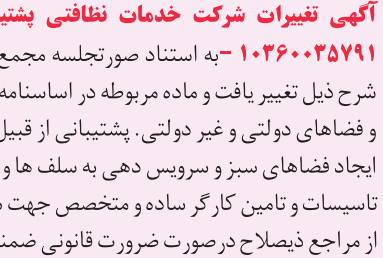 آگهی تغییرات شرکت خدمات نظافتی
۱۰۳۶۰۰۳۵۷۹۱ –به استناد صورتجلسه مجمع
شرح ذیل تغییر یافت و ماده مربوطه در اساسنامه
و فضاهای دولتی و غیر دولتی. پشتیبانی از قبیل
ایجاد فضاهای سبز و سرویس دهی به سلف ها و
تاسیسات و تامین کارگر ساده و متخصص جهت
از مراجع ذیصلاح درصورت ضرورت قانونی